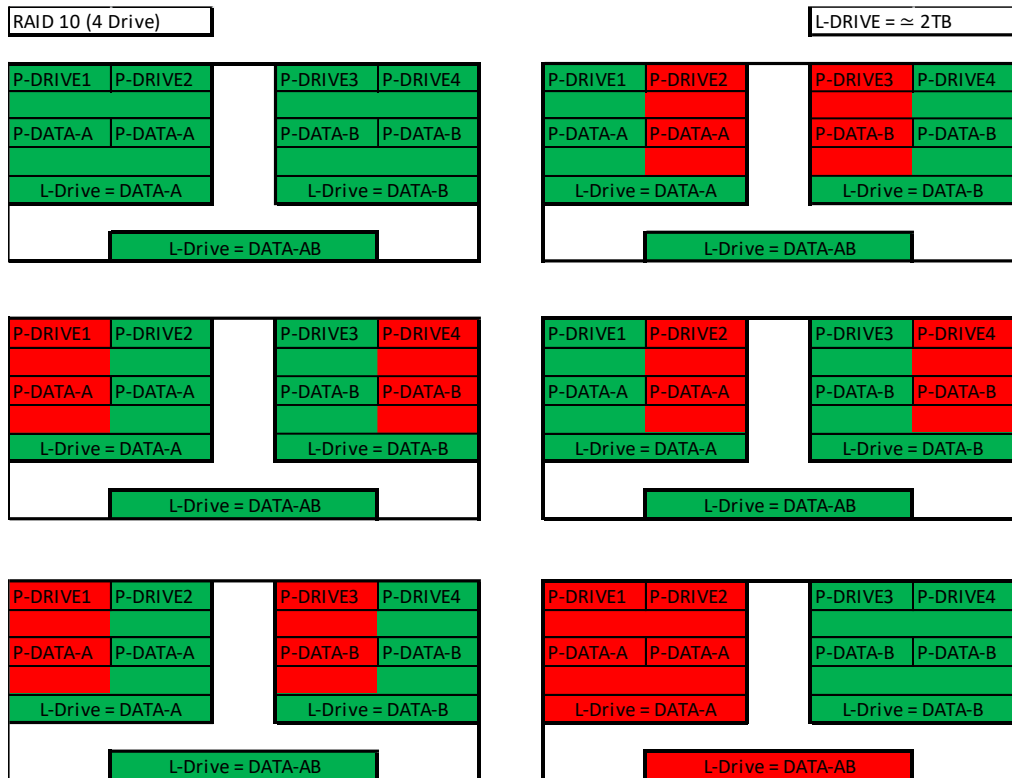 RAID 10 (4 Drive) L-DRIVE = ≃ 2TB
P-DRIVE1 P-DRIVE2 P-DRIVE3 P-DRIVE4 P-DRIVE1 P-DRIVE2 P-DRIVE3 P-DRIVE4
P-DATA-A P-DATA-A P-DATA-B P-DATA-B P-DATA-A P-DATA-A P-DATA-B P-DATA-B
L-Drive = DATA-A L-Drive = DATA-B L-Drive = DATA-A L-Drive = DATA-B
L-Drive = DATA-AB L-Drive = DATA-AB
P-DRIVE1 P-DRIVE2 P-DRIVE3 P-DRIVE4 P-DRIVE1 P-DRIVE2 P-DRIVE3 P-DRIVE4
P-DATA-A P-DATA-A P-DATA-B P-DATA-B P-DATA-A P-DATA-A P-DATA-B P-DATA-B
L-Drive = DATA-A L-Drive = DATA-B L-Drive = DATA-A L-Drive = DATA-B
L-Drive = DATA-AB L-Drive = DATA-AB
P-DRIVE1 P-DRIVE2 P-DRIVE3 P-DRIVE4 P-DRIVE1 P-DRIVE2 P-DRIVE3 P-DRIVE4
P-DATA-A P-DATA-A P-DATA-B P-DATA-B P-DATA-A P-DATA-A P-DATA-B P-DATA-B
L-Drive = DATA-A L-Drive = DATA-B L-Drive = DATA-A L-Drive = DATA-B
L-Drive = DATA-AB L-Drive = DATA-AB